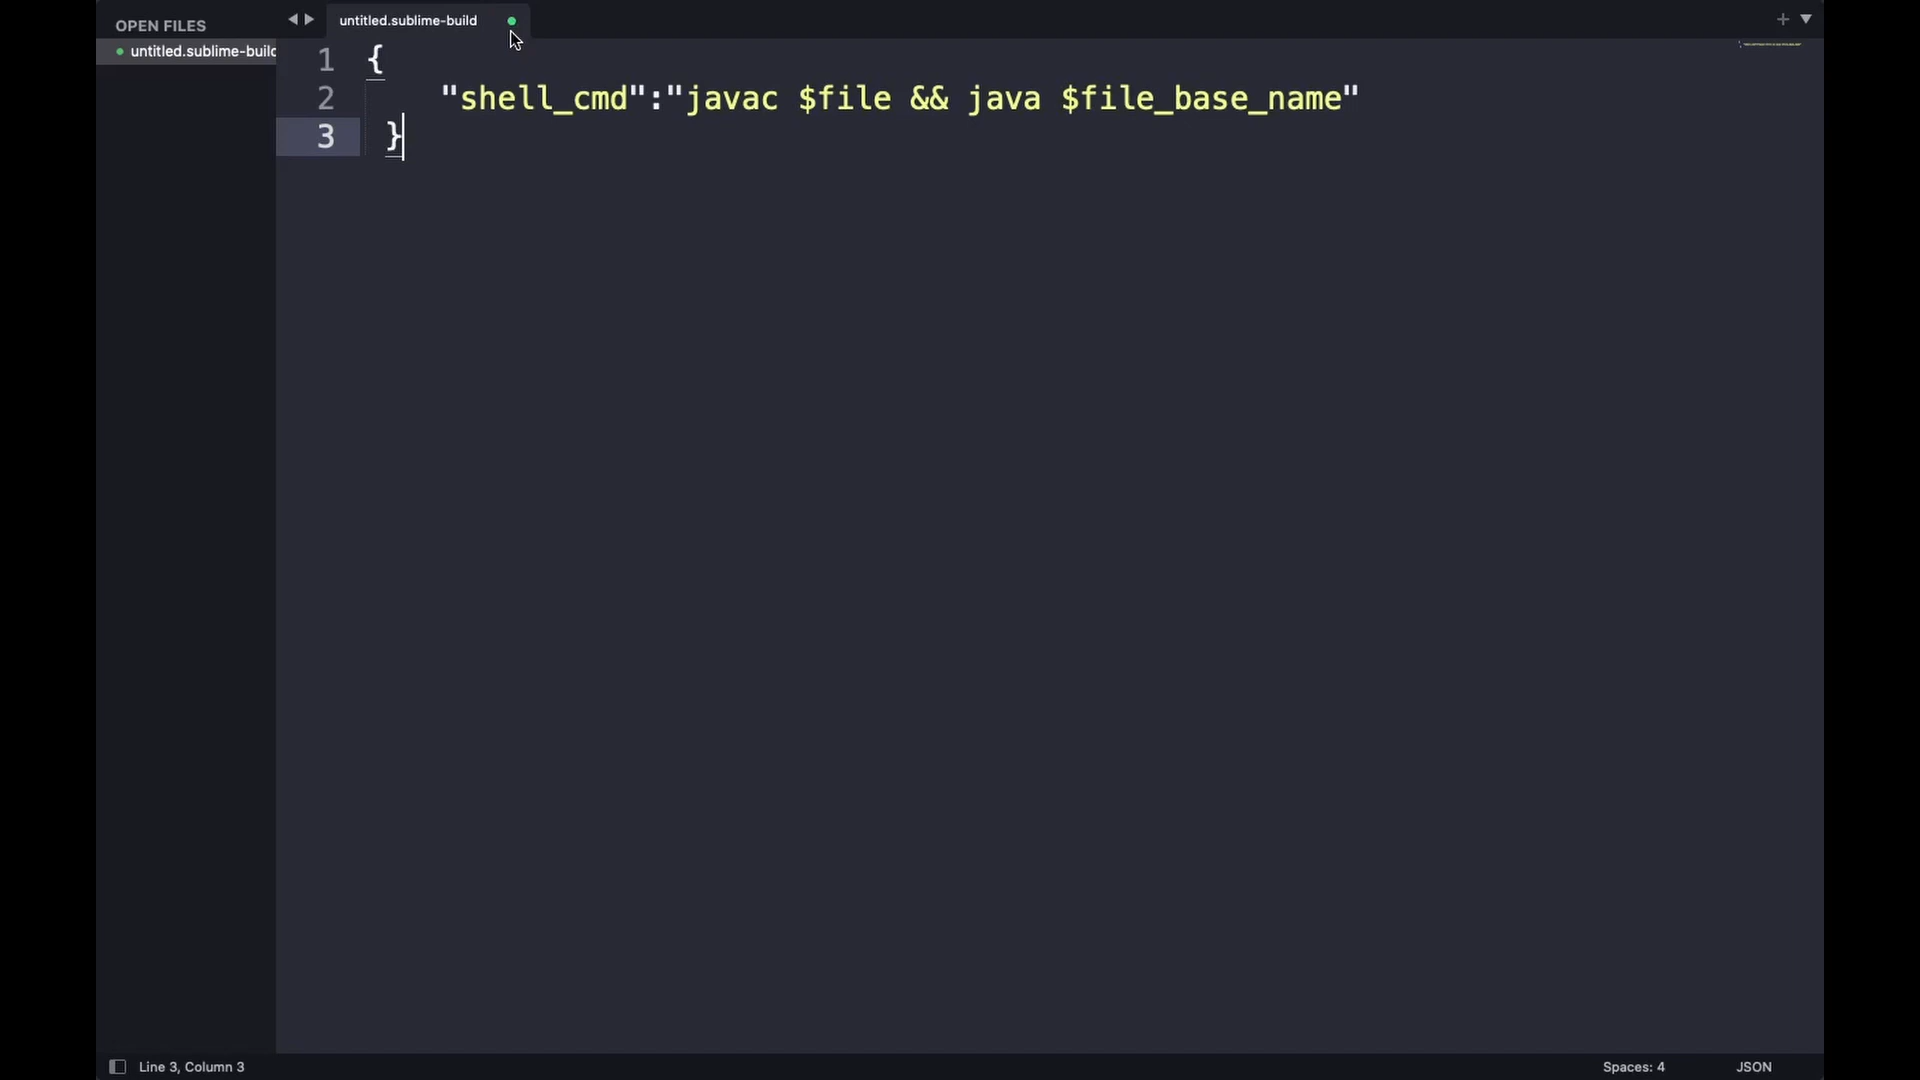 OPEN FILES
untitled.sublime-build
untitled.sublime-build
1 {
2 "shell_cmd":"javac $file && java $file_base_name"
3 }
Line 3, Column 3
Spaces: 4
JSON